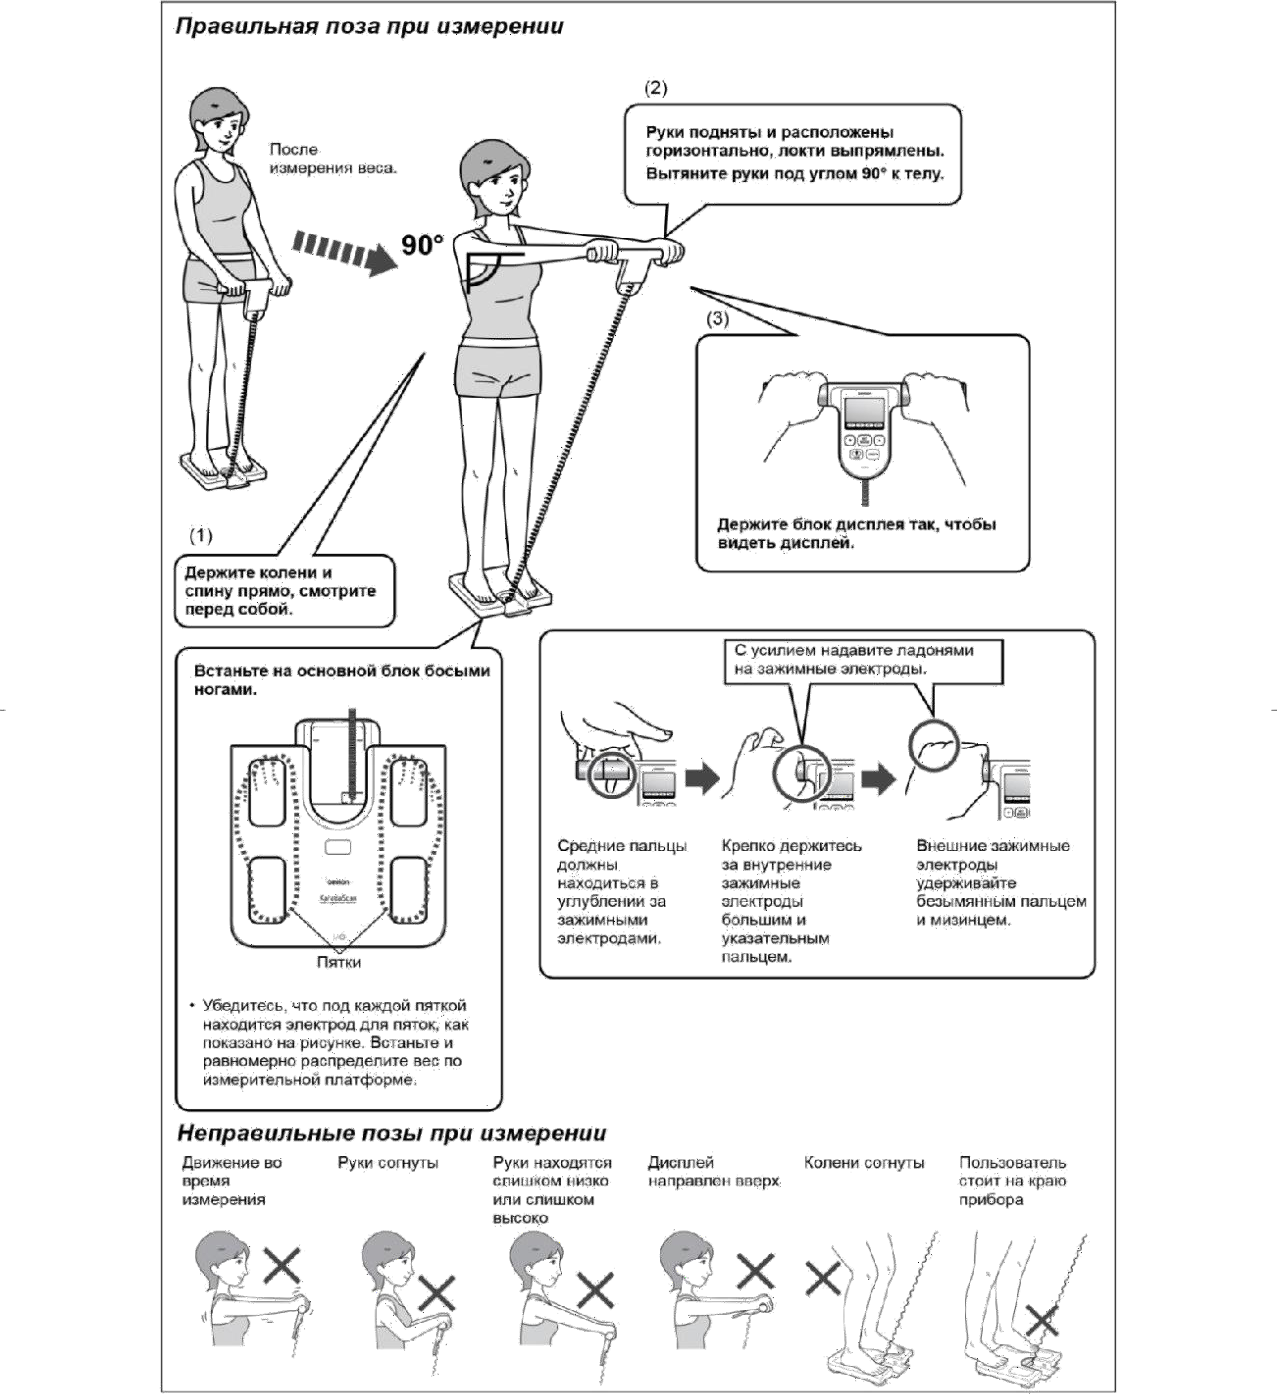 Правильная поза при измерении
После
измерения веса.
90°
(2)
Руки подняты и расположены
горизонтально, локти выпрямлены.
Вытяните руки под углом 90° к телу.
(3)
Держите блок дисплея так, чтобы
видеть дисплей.
(1)
Держите колени и
спину прямо, смотрите
перед собой.
Встаньте на основной блок босыми
ногами.
Пятки
• Убедитесь, что под каждой пяткой
находится электрод для пяток, как
показано на рисунке. Встаньте и
равномерно распределите вес по
измерительной платформе.
С усилием надавите ладонями
на зажимные электроды.
Средние пальцы
должны
находиться в
углублении за
зажимными
электродами.
Крепко держитесь
за внутренние
зажимные
электроды
большим и
указательным
пальцем.
Внешние зажимные
электроды
удерживайте
безымянным пальцем
и мизинцем.
Неправильные позы при измерении
Движение во
время
измерения
Руки согнуты
Руки находятся
слишком низко
или слишком
высоко
Дисплей
направлен вверх
Колени согнуты
Пользователь
стоит на краю
прибора